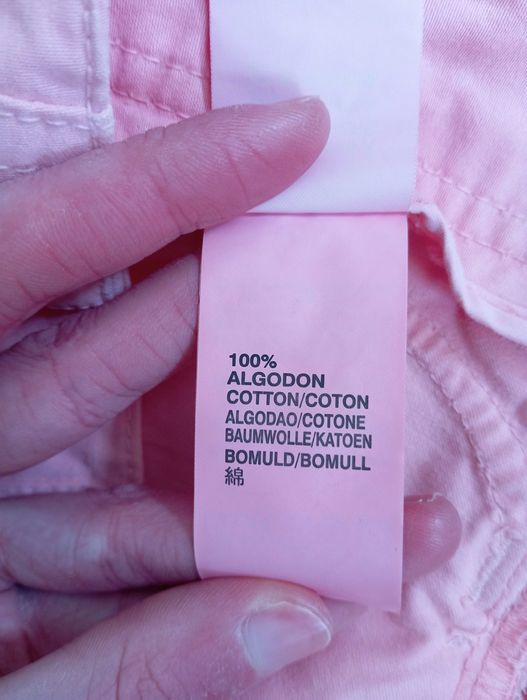 100%
ALGODON
COTTON/COTON
ALGODAO/COTONE
BAUMWOLLE/KATOEN
BOMULD/BOMULL
綿